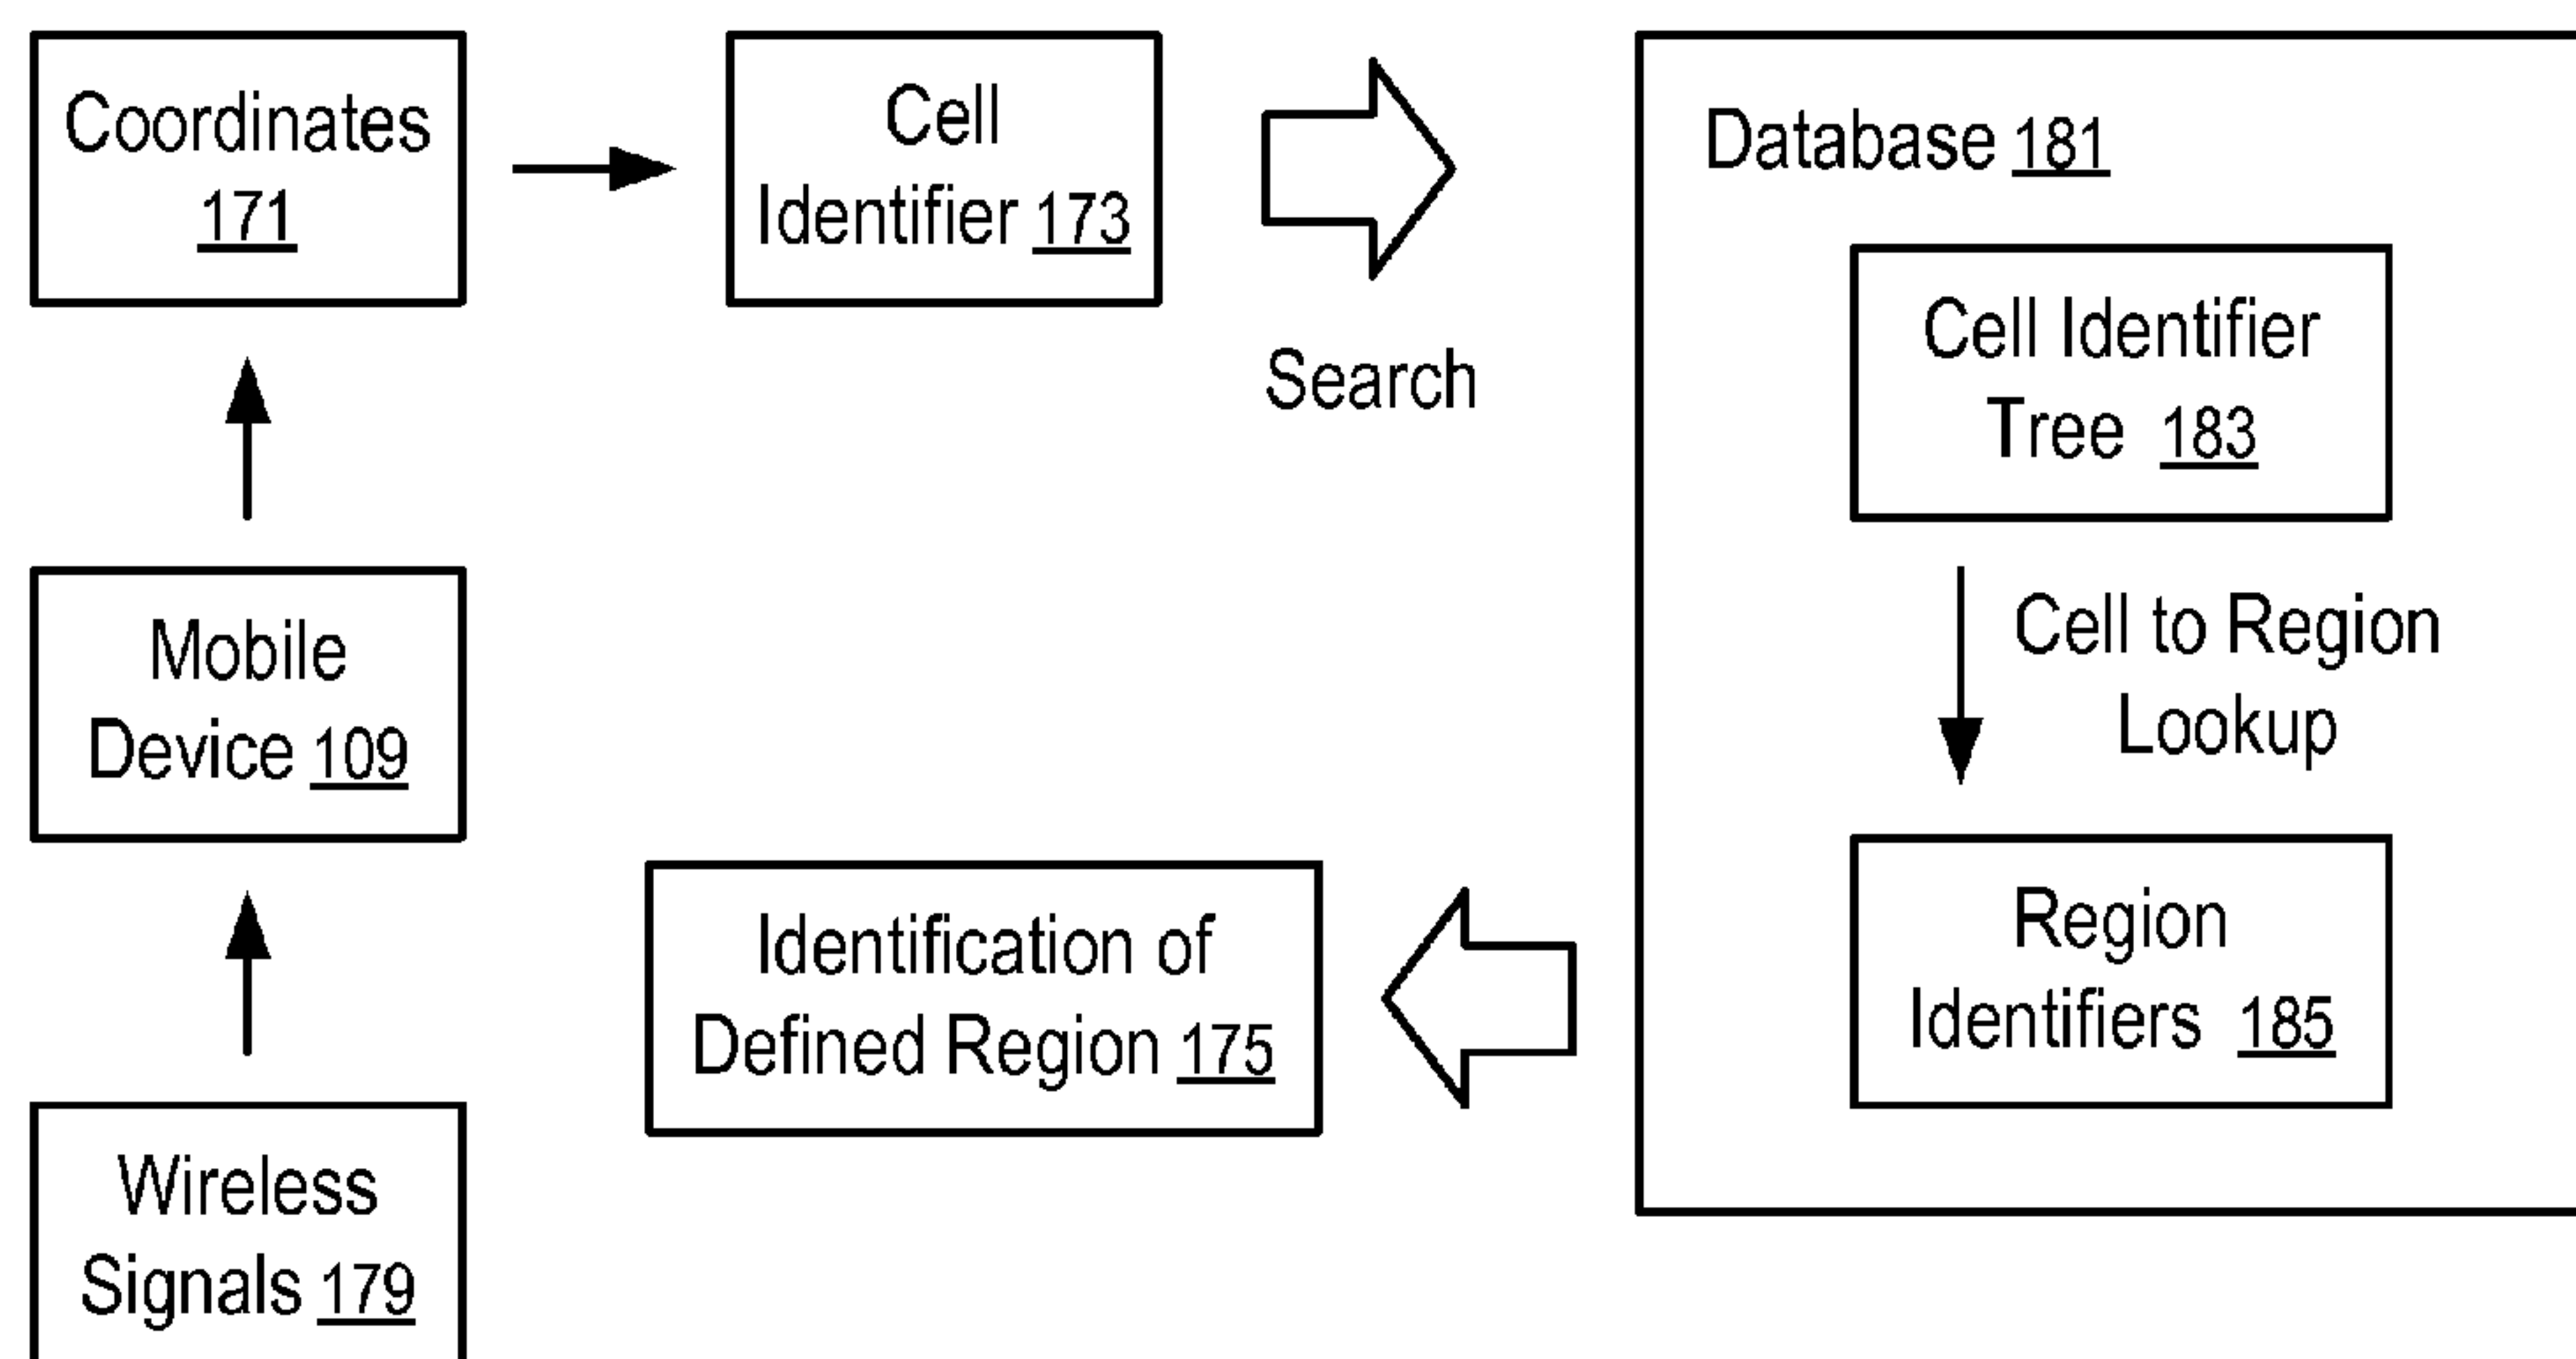 Coordinates
171
Cell
Identifier 173
Search
Database 181
Cell Identifier
Tree 183
Cell to Region
Lookup
Region
Identifiers 185
Mobile
Device 109
Identification of
Defined Region 175
Wireless
Signals 179